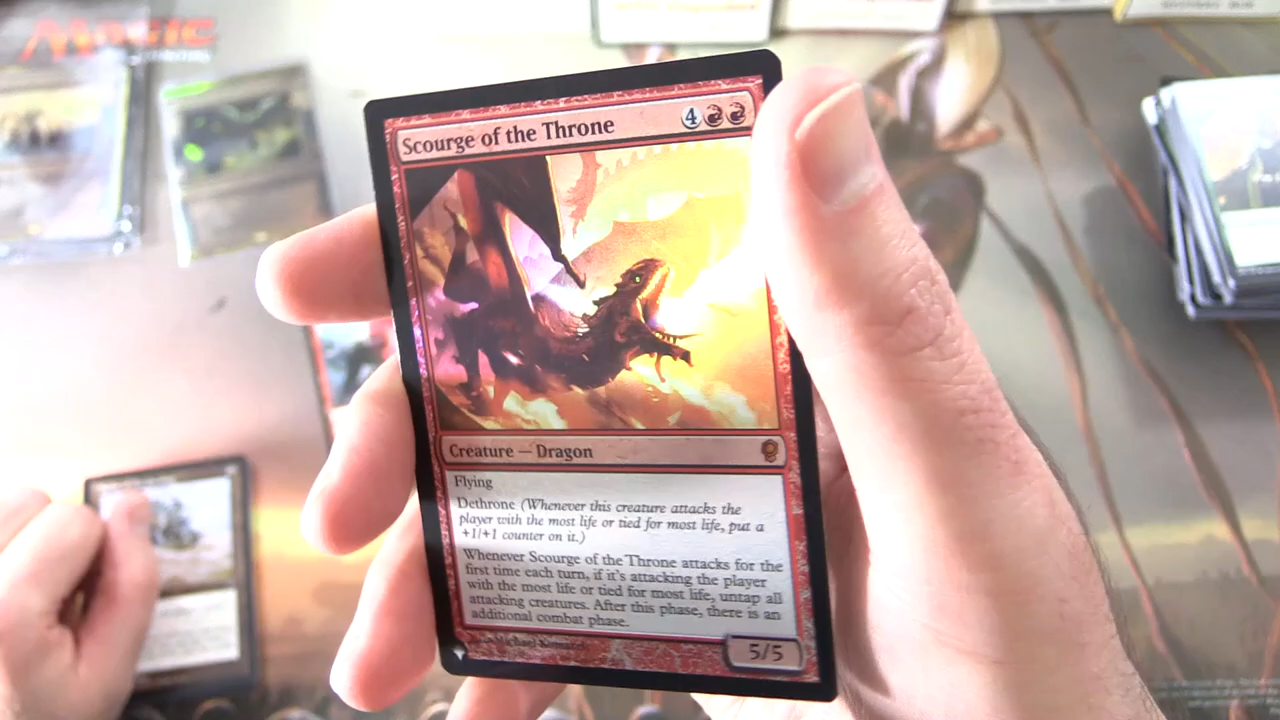 Magic
Scourge of the Throne
4
Creature — Dragon
Flying
Dethrone (Whenever this creature attacks the
player with the most life or tied for most life, put a
+1/+1 counter on it.)
Whenever Scourge of the Throne attacks for the
first time each turn, if it's attacking the player
with the most life or tied for most life, untap all
attacking creatures. After this phase, there is an
additional combat phase.
Michael
5/5